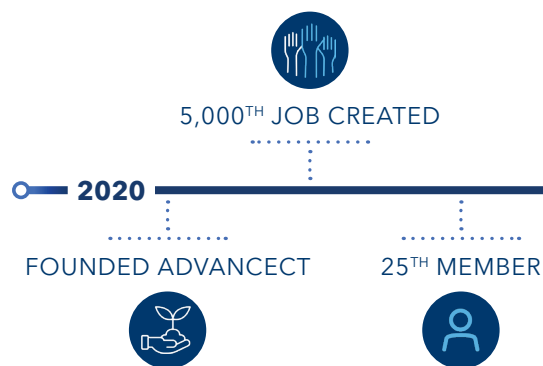 5,000TH JOB CREATED
2020
FOUNDED ADVANCECT
25TH MEMBER